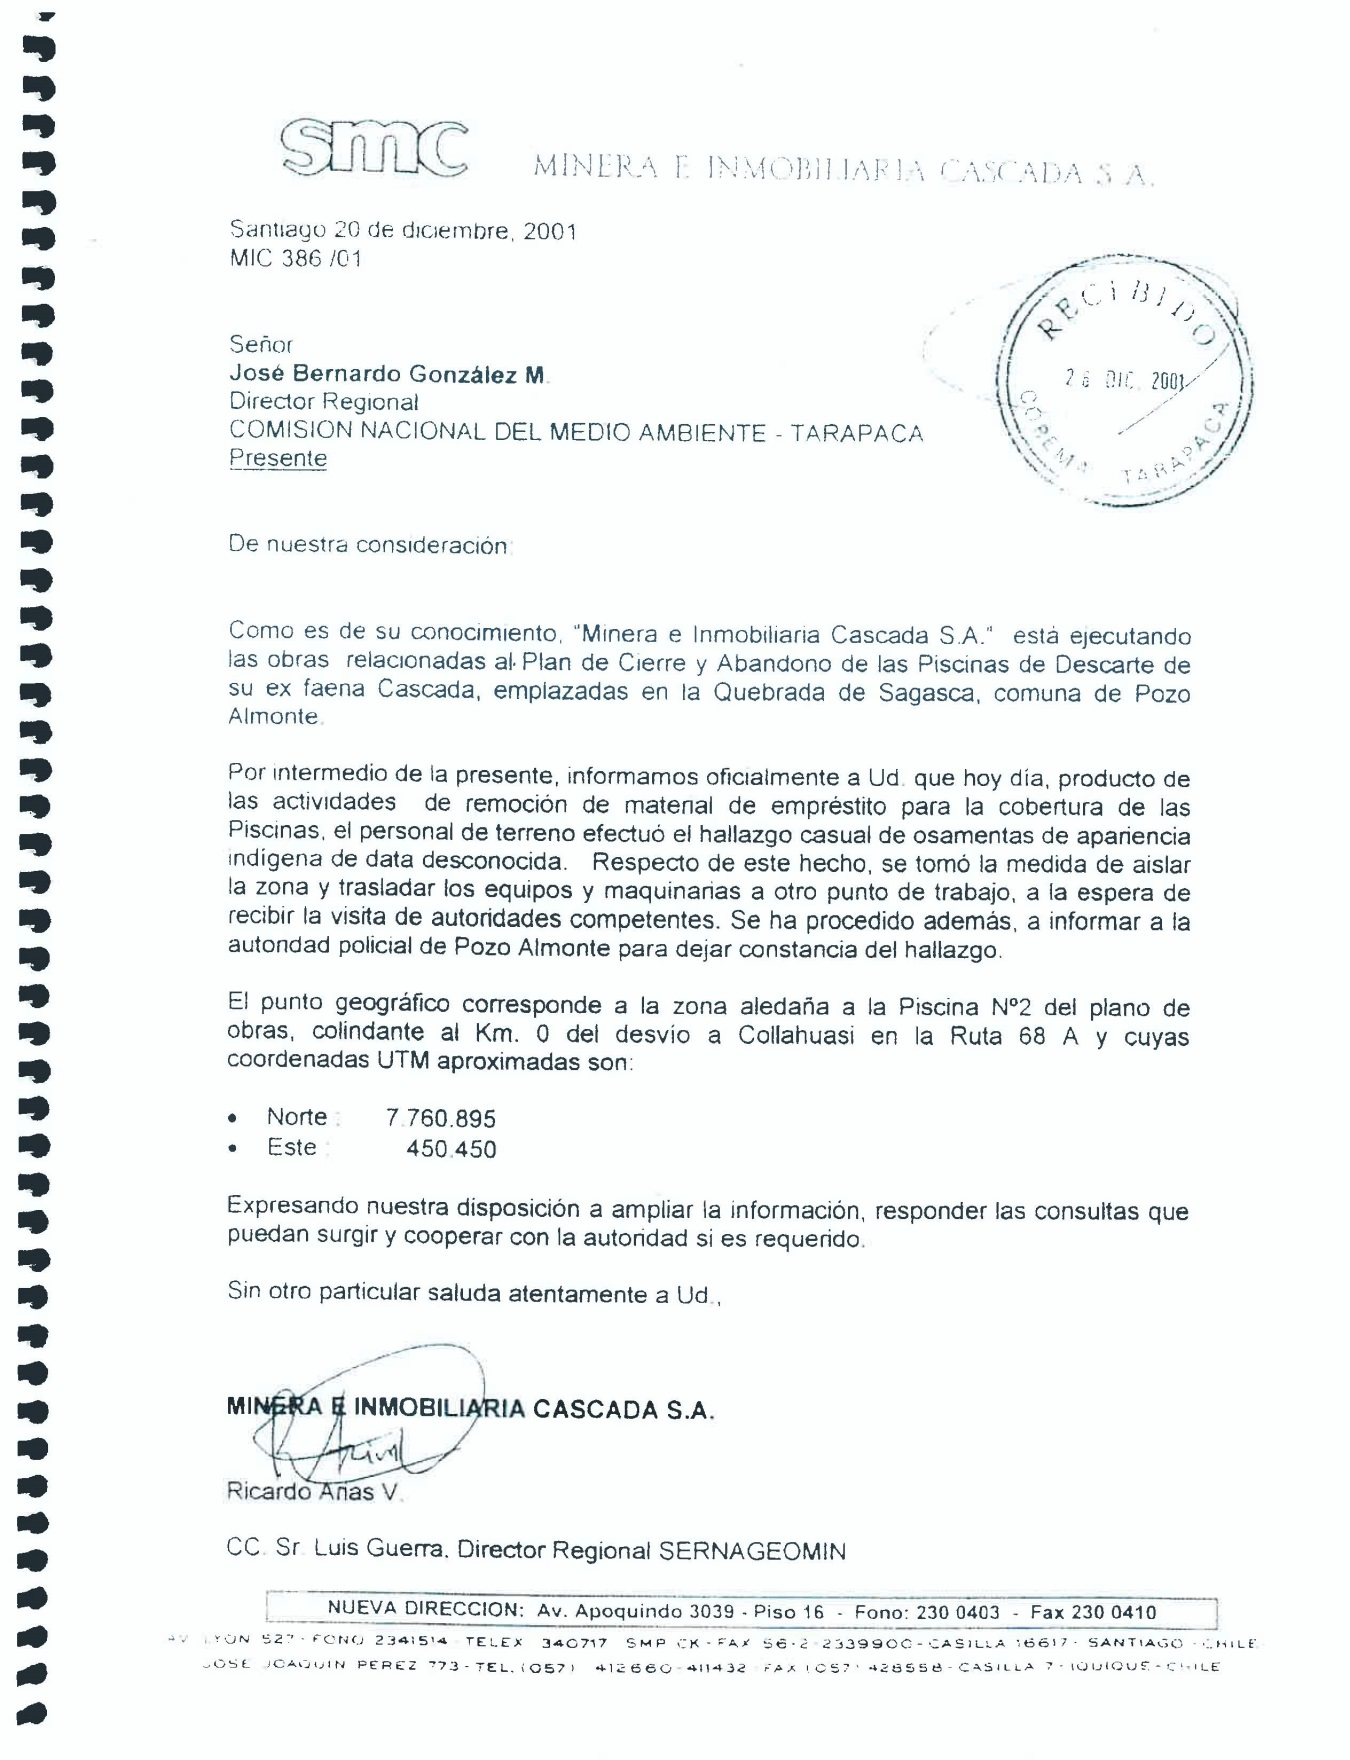 smc
MINERA E INMOBILIARIA CASCADA S.A.
Santiago 20 de diciembre, 2001
MIC 386 /01
RECIBIDO
26 DIC. 2001
COREMA TARAPACA
Señor
José Bernardo González M.
Director Regional
COMISION NACIONAL DEL MEDIO AMBIENTE - TARAPACA
Presente
De nuestra consideración:
Como es de su conocimiento, "Minera e Inmobiliaria Cascada S.A." está ejecutando
las obras relacionadas al Plan de Cierre y Abandono de las Piscinas de Descarte de
su ex faena Cascada, emplazadas en la Quebrada de Sagasca, comuna de Pozo
Almonte.
Por intermedio de la presente, informamos oficialmente a Ud. que hoy día, producto de
las actividades de remoción de material de empréstito para la cobertura de las
Piscinas, el personal de terreno efectuó el hallazgo casual de osamentas de apariencia
indígena de data desconocida. Respecto de este hecho, se tomó la medida de aislar
la zona y trasladar los equipos y maquinarias a otro punto de trabajo, a la espera de
recibir la visita de autoridades competentes. Se ha procedido además, a informar a la
autoridad policial de Pozo Almonte para dejar constancia del hallazgo.
El punto geográfico corresponde a la zona aledaña a la Piscina Nº2 del plano de
obras, colindante al Km. 0 del desvío a Collahuasi en la Ruta 68 A y cuyas
coordenadas UTM aproximadas son:
• Norte : 7.760.895
• Este : 450.450
Expresando nuestra disposición a ampliar la información, responder las consultas que
puedan surgir y cooperar con la autoridad si es requerido.
Sin otro particular saluda atentamente a Ud.,
MINERA E INMOBILIARIA CASCADA S.A.
Ricardo Arias V.
CC. Sr. Luis Guerra, Director Regional SERNAGEOMIN
NUEVA DIRECCION: Av. Apoquindo 3039 - Piso 16 - Fono: 230 0403 - Fax 230 0410
AV. LYON 527 - FONO 2341514 - TELEX 340717 SMP CK - FAX 56-2-2339900 - CASILLA 16617 - SANTIAGO - CHILE
JOSE JOAQUIN PEREZ 773 - TEL. (057) 412660-411432 - FAX (057) 428558 - CASILLA 7 - IQUIQUE - CHILE